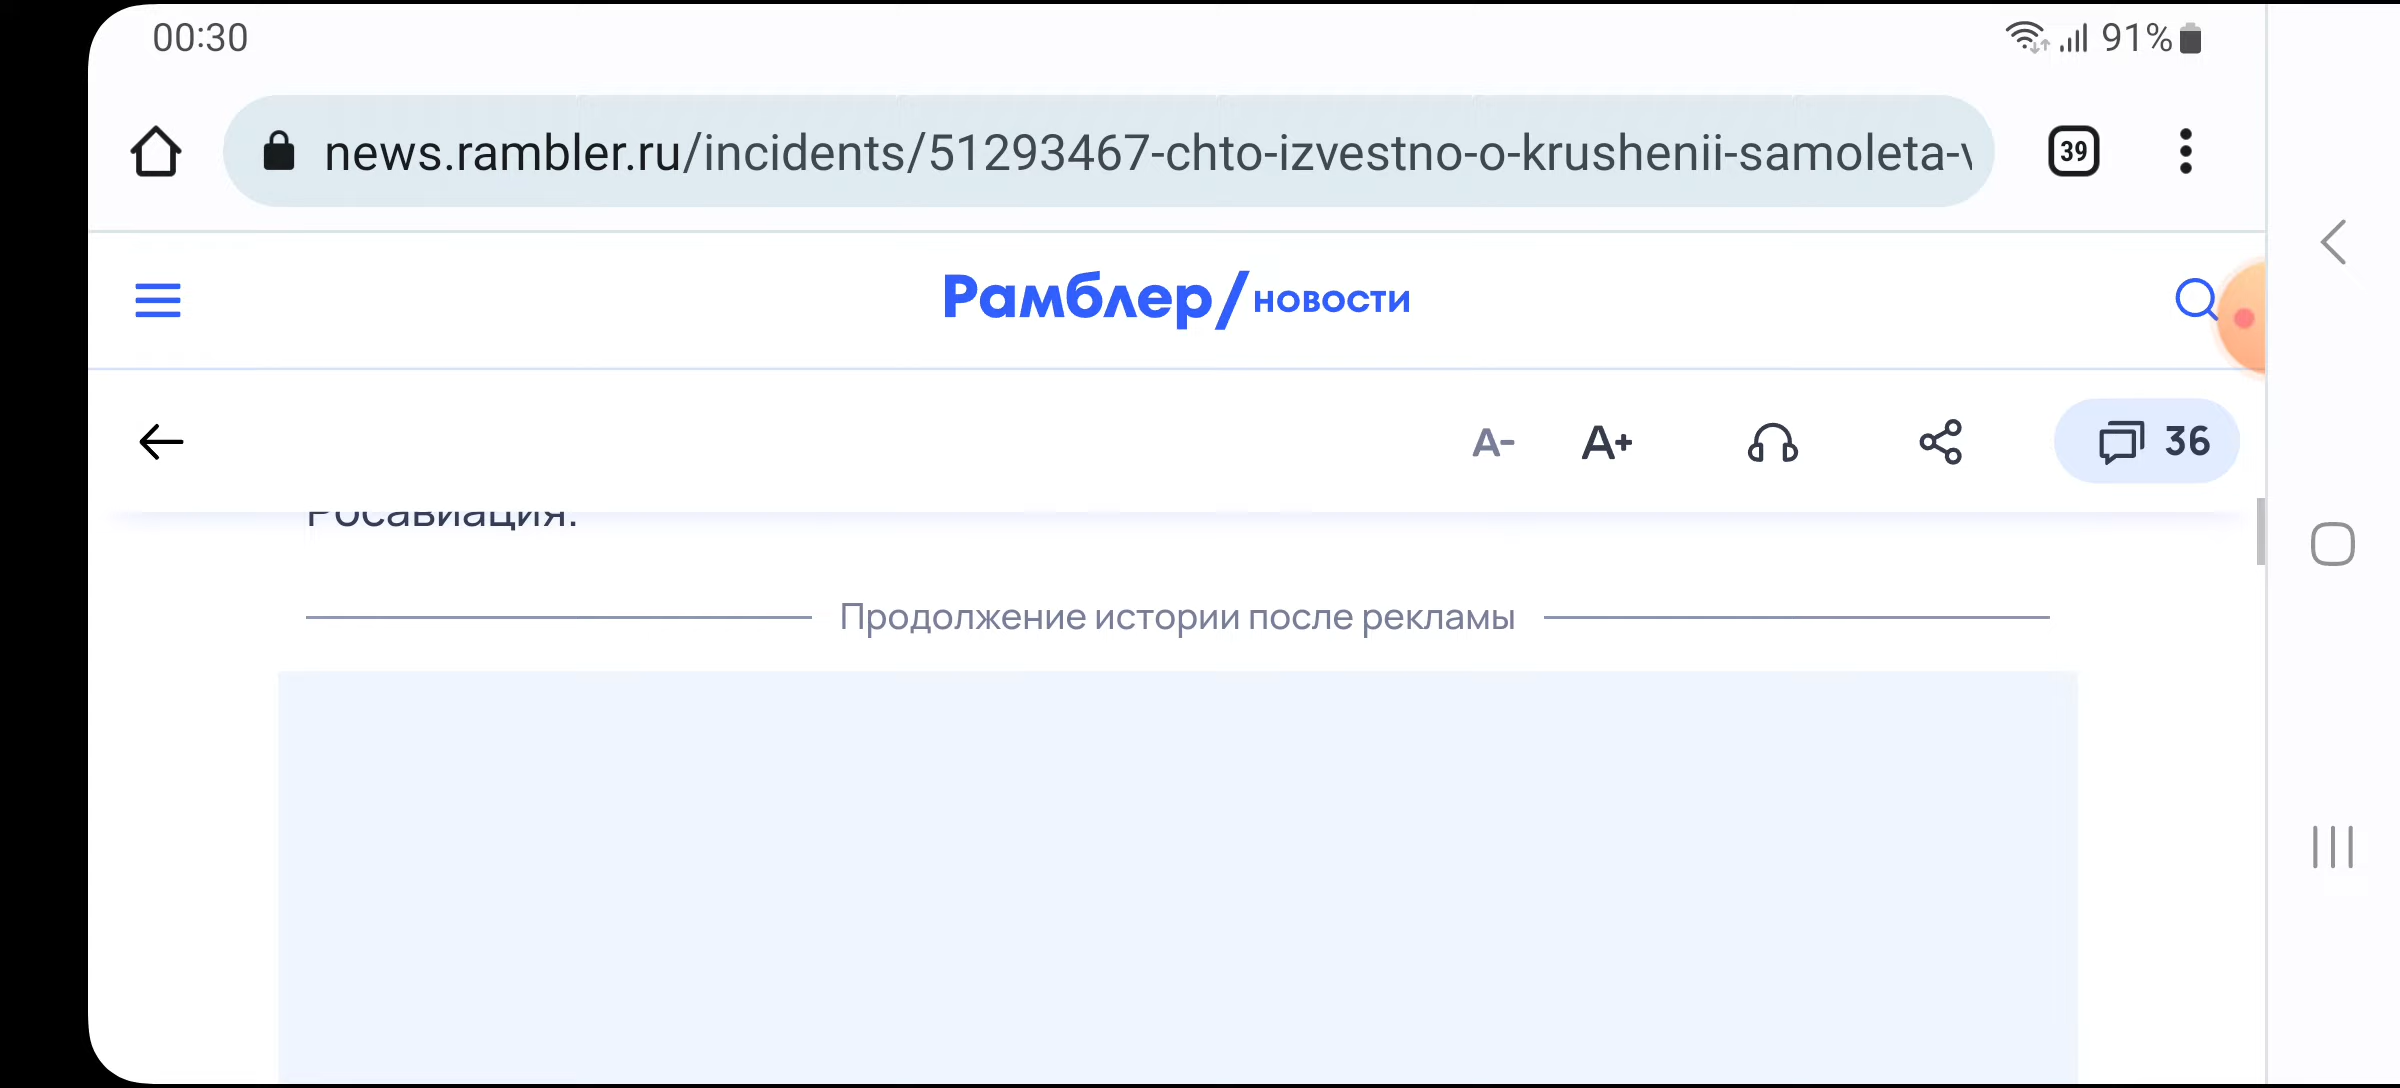 00:30
91%
news.rambler.ru/incidents/51293467-chto-izvestno-o-krushenii-samoleta-v
39
Рамблер/новости
A- A+ 36
Росавиация.
Продолжение истории после рекламы